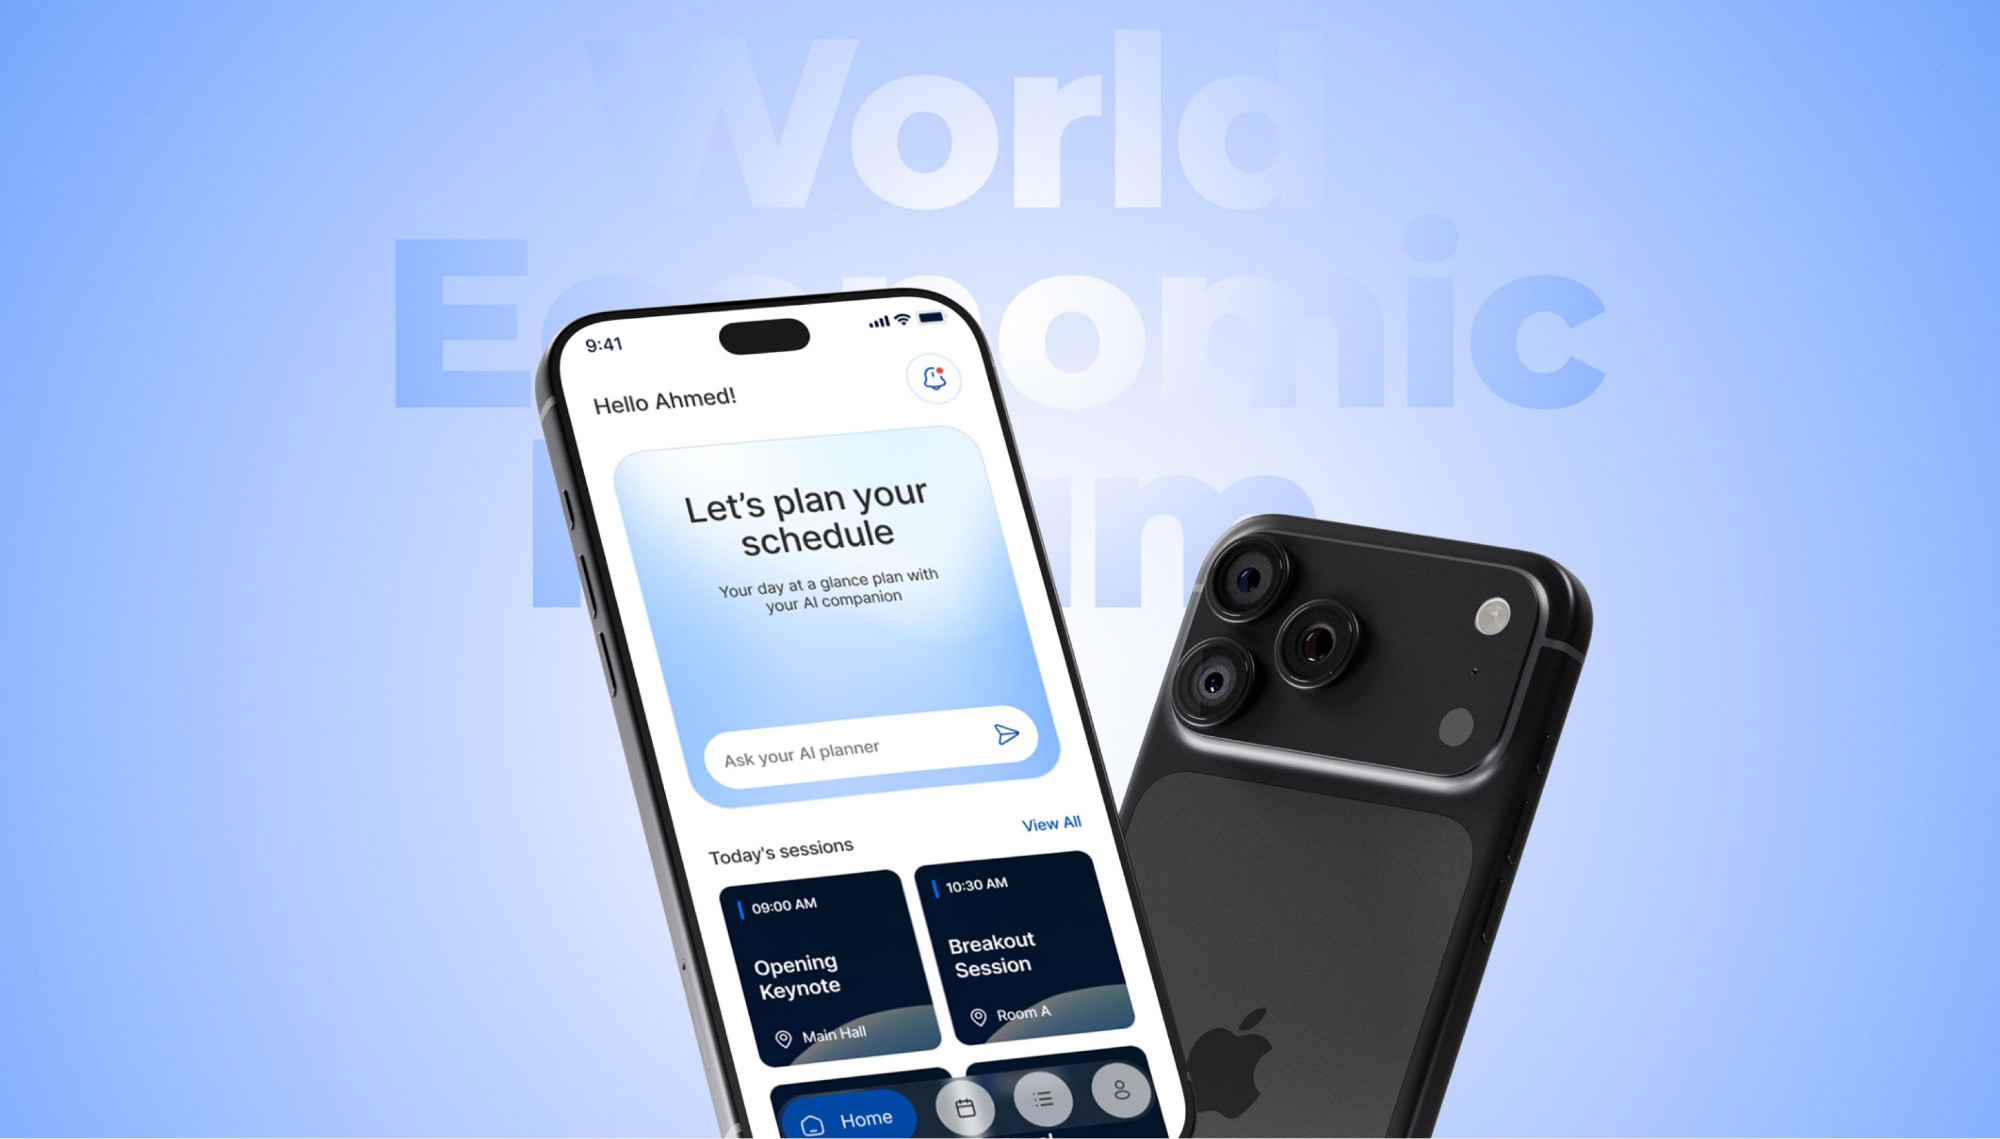 World
Economic
Forum
9:41
Hello Ahmed!
Let's plan your
schedule
Your day at a glance plan with
your AI companion
Ask your AI planner
Today's sessions
View All
09:00 AM
Opening
Keynote
Main Hall
10:30 AM
Breakout
Session
Room A
Home